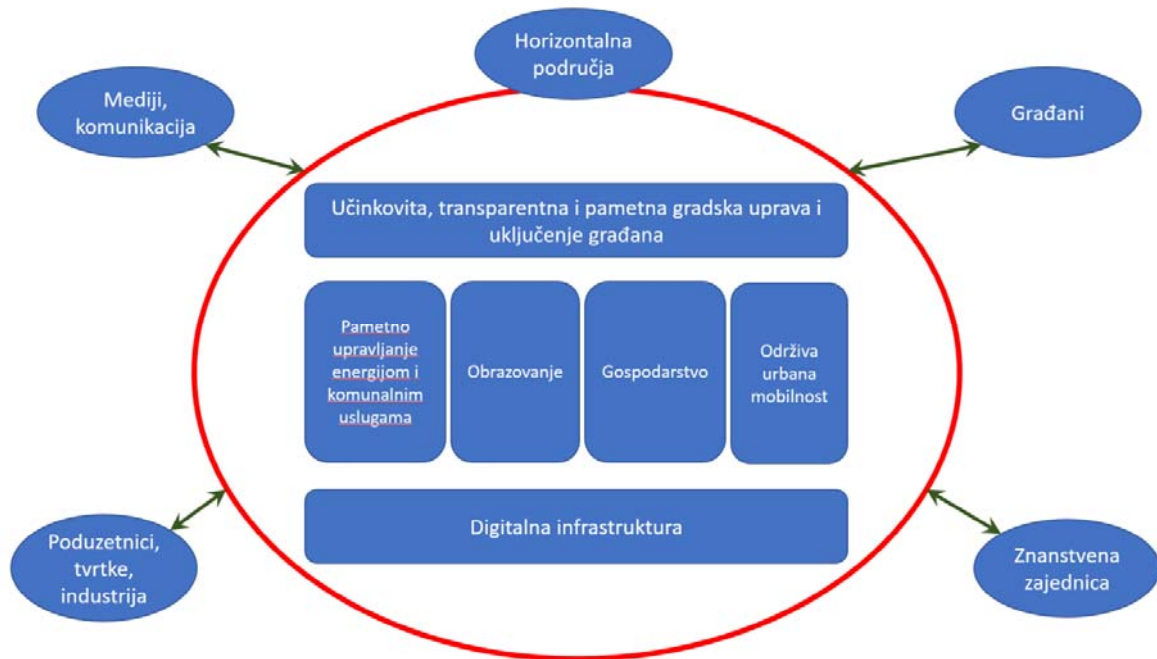 Horizontalna
područja
Mediji,
komunikacija
Građani
Učinkovita, transparentna i pametna gradska uprava i
uključenje građana
Pametno
upravljanje
energijom i
komunalnim
uslugama
Obrazovanje
Gospodarstvo
Održiva
urbana
mobilnost
Digitalna infrastruktura
Poduzetnici,
tvrtke,
industrija
Znanstvena
zajednica